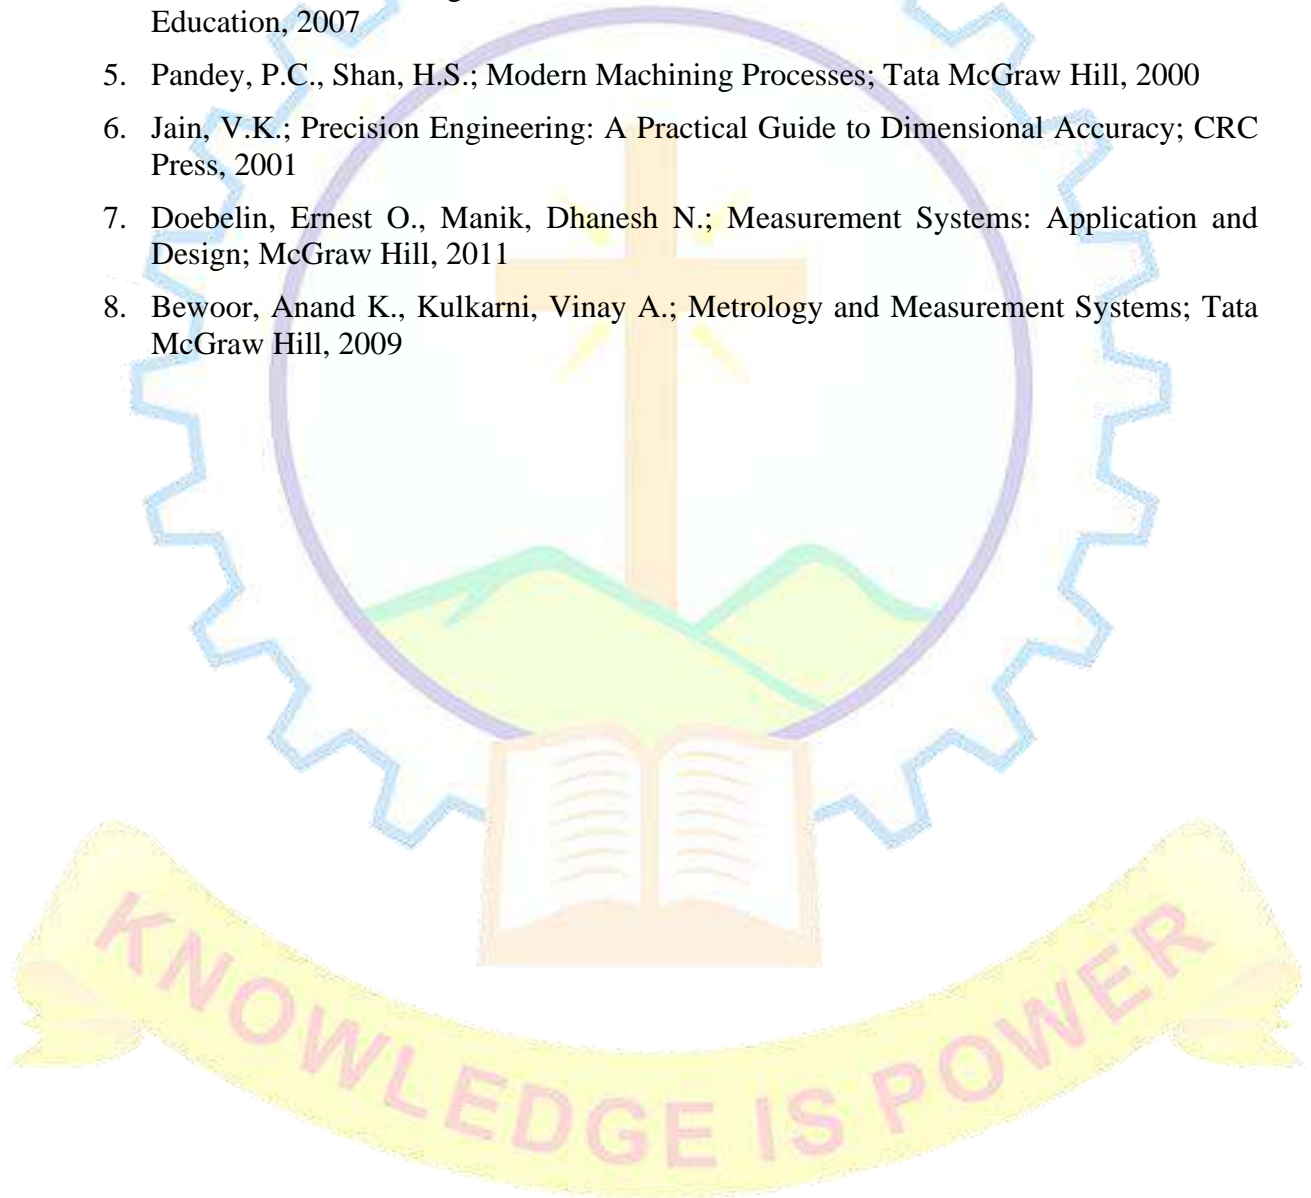 Education, 2007
5. Pandey, P.C., Shan, H.S.; Modern Machining Processes; Tata McGraw Hill, 2000
6. Jain, V.K.; Precision Engineering: A Practical Guide to Dimensional Accuracy; CRC
Press, 2001
7. Doebelin, Ernest O., Manik, Dhanesh N.; Measurement Systems: Application and
Design; McGraw Hill, 2011
8. Bewoor, Anand K., Kulkarni, Vinay A.; Metrology and Measurement Systems; Tata
McGraw Hill, 2009
KNOWLEDGE IS POWER